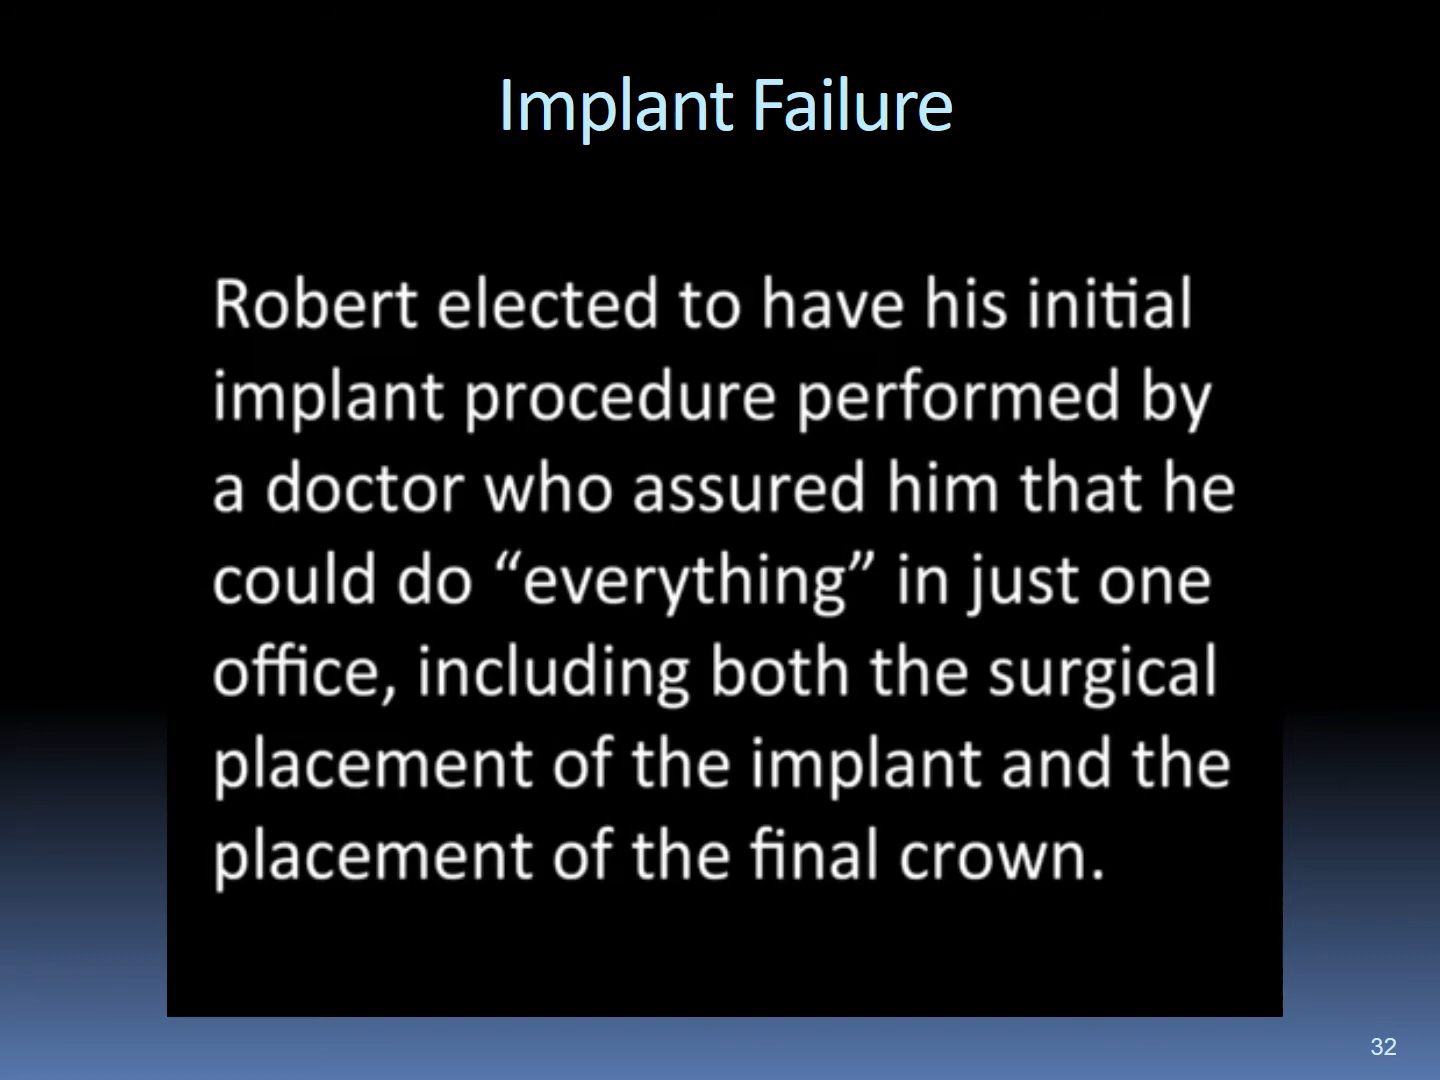 Implant Failure
Robert elected to have his initial
implant procedure performed by
a doctor who assured him that he
could do “everything” in just one
office, including both the surgical
placement of the implant and the
placement of the final crown.
32